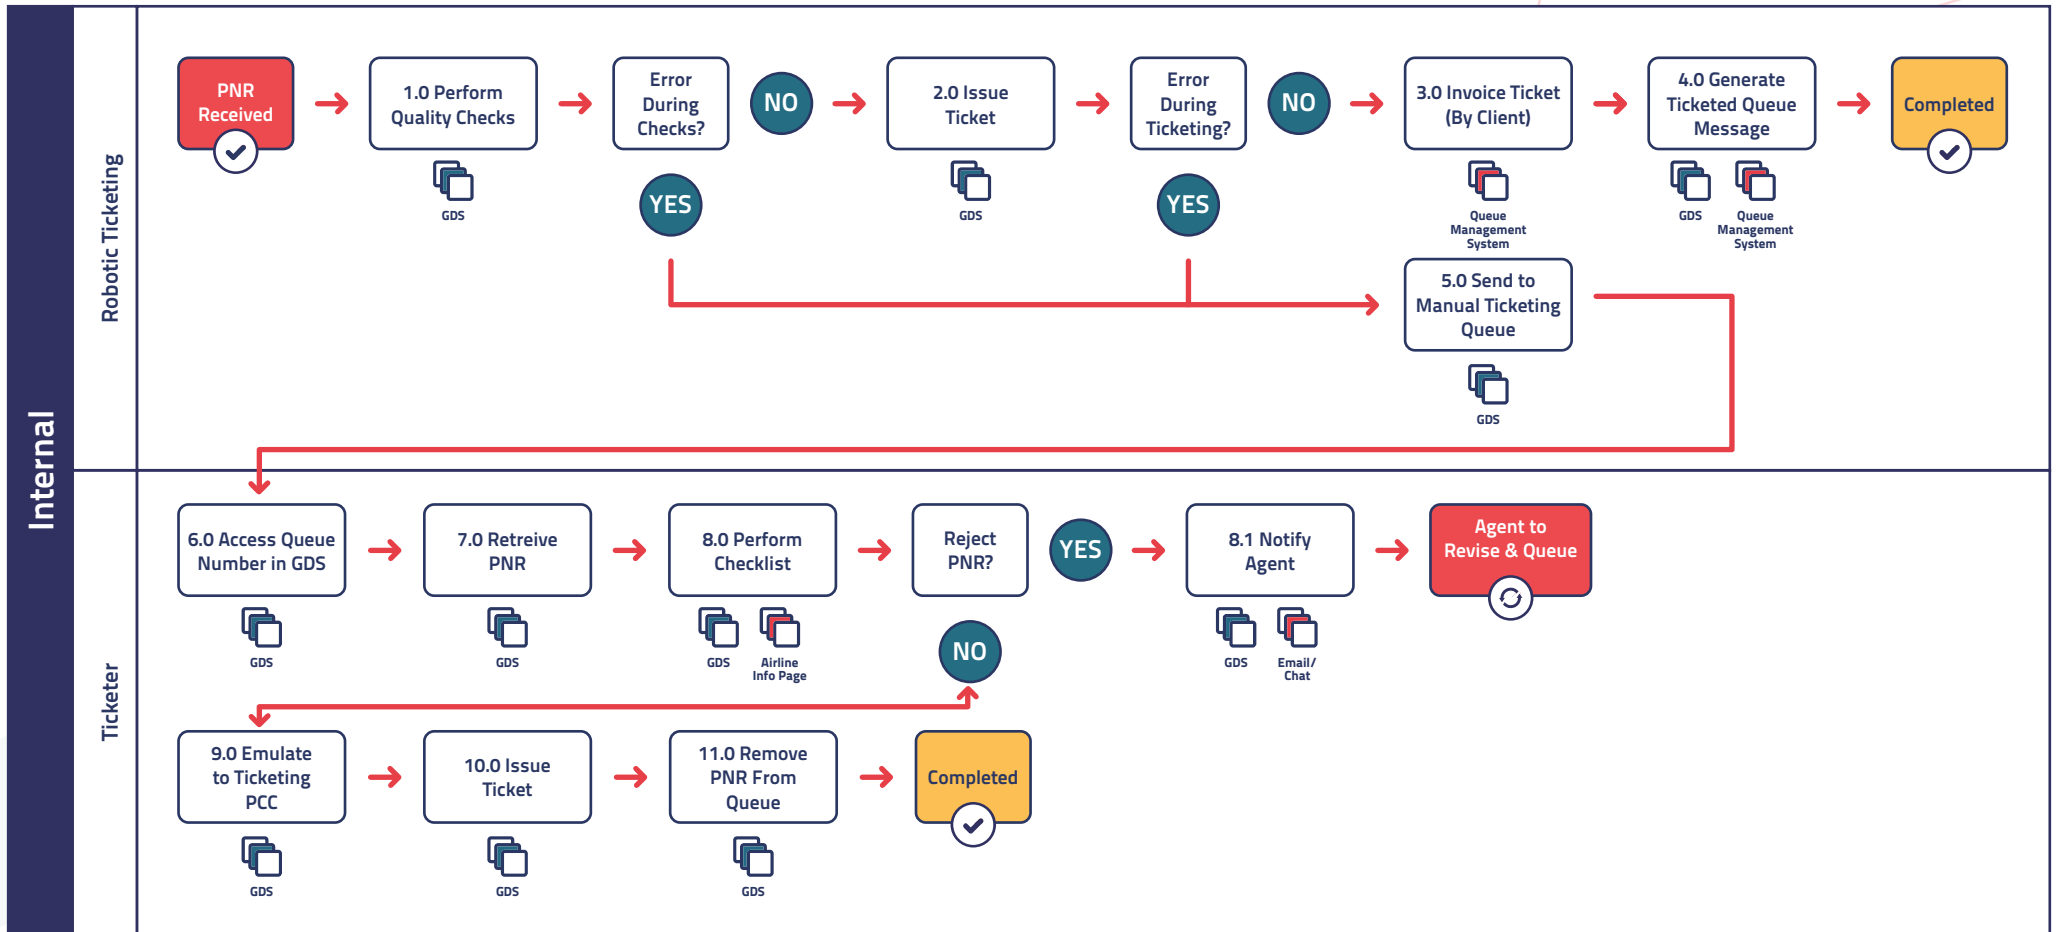 Internal
Robotic Ticketing
PNR
Received
1.0 Perform
Quality Checks
GDS
Error
During
Checks?
NO
YES
2.0 Issue
Ticket
GDS
Error
During
Ticketing?
NO
YES
3.0 Invoice Ticket
(By Client)
Queue
Management
System
4.0 Generate
Ticketed Queue
Message
GDS
Queue
Management
System
Completed
5.0 Send to
Manual Ticketing
Queue
GDS
Ticketer
6.0 Access Queue
Number in GDS
GDS
7.0 Retreive
PNR
GDS
8.0 Perform
Checklist
GDS
Airline
Info Page
Reject
PNR?
YES
NO
8.1 Notify
Agent
GDS
Email/
Chat
Agent to
Revise & Queue
9.0 Emulate
to Ticketing
PCC
GDS
10.0 Issue
Ticket
GDS
11.0 Remove
PNR From
Queue
GDS
Completed